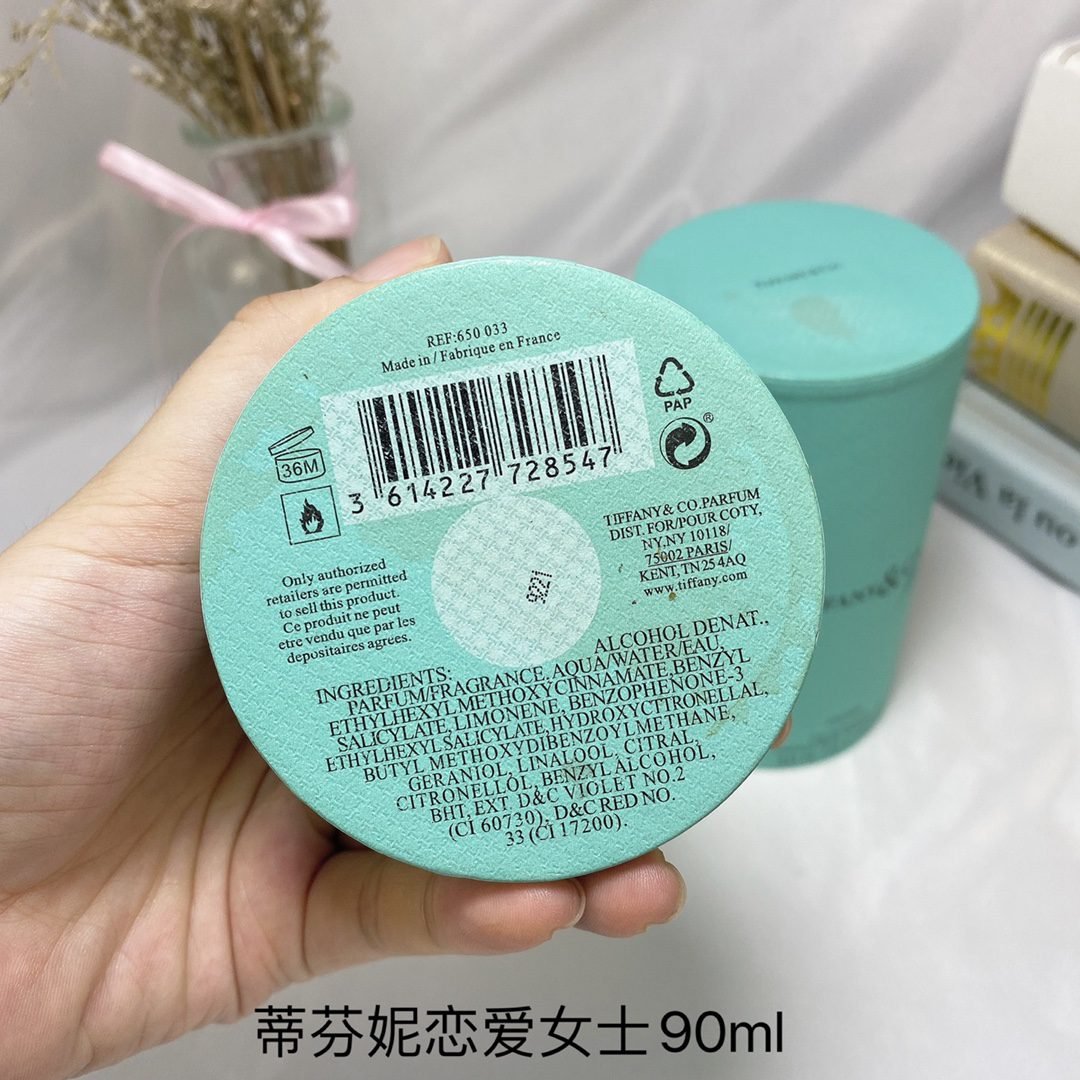 REF:650 033
Made in / Fabrique en France
3 614227 728547
PAP
®
36M
TIFFANY & CO. PARFUM
DIST. FOR/POUR COTY,
NY.NY 10118/
75002 PARIS/
KENT, TN25 4AQ
www.tiffany.com
Only authorized
retailers are permitted
to sell this product.
Ce produit ne peut
etre vendu que par les
depositaires agrees.
INGREDIENTS: ALCOHOL DENAT.,
PARFUM/FRAGRANCE, AQUA/WATER/EAU,
ETHYLHEXYL METHOXYCINNAMATE, BENZYL
SALICYLATE, LIMONENE, BENZOPHENONE-3
ETHYLHEXYL SALICYLATE, HYDROXYCTIRONELLAL,
BUTYL METHOXYDIBENZOYLMETHANE,
GERANIOL, LINALOOL, CITRAL
CITRONELLOL, BENZYL ALCOHOL,
BHT, EXT. D&C VIOLET NO.2
(CI 60730), D&C RED NO.
33 (CI 17200).
ou la Vic
蒂芬妮恋爱女士90ml